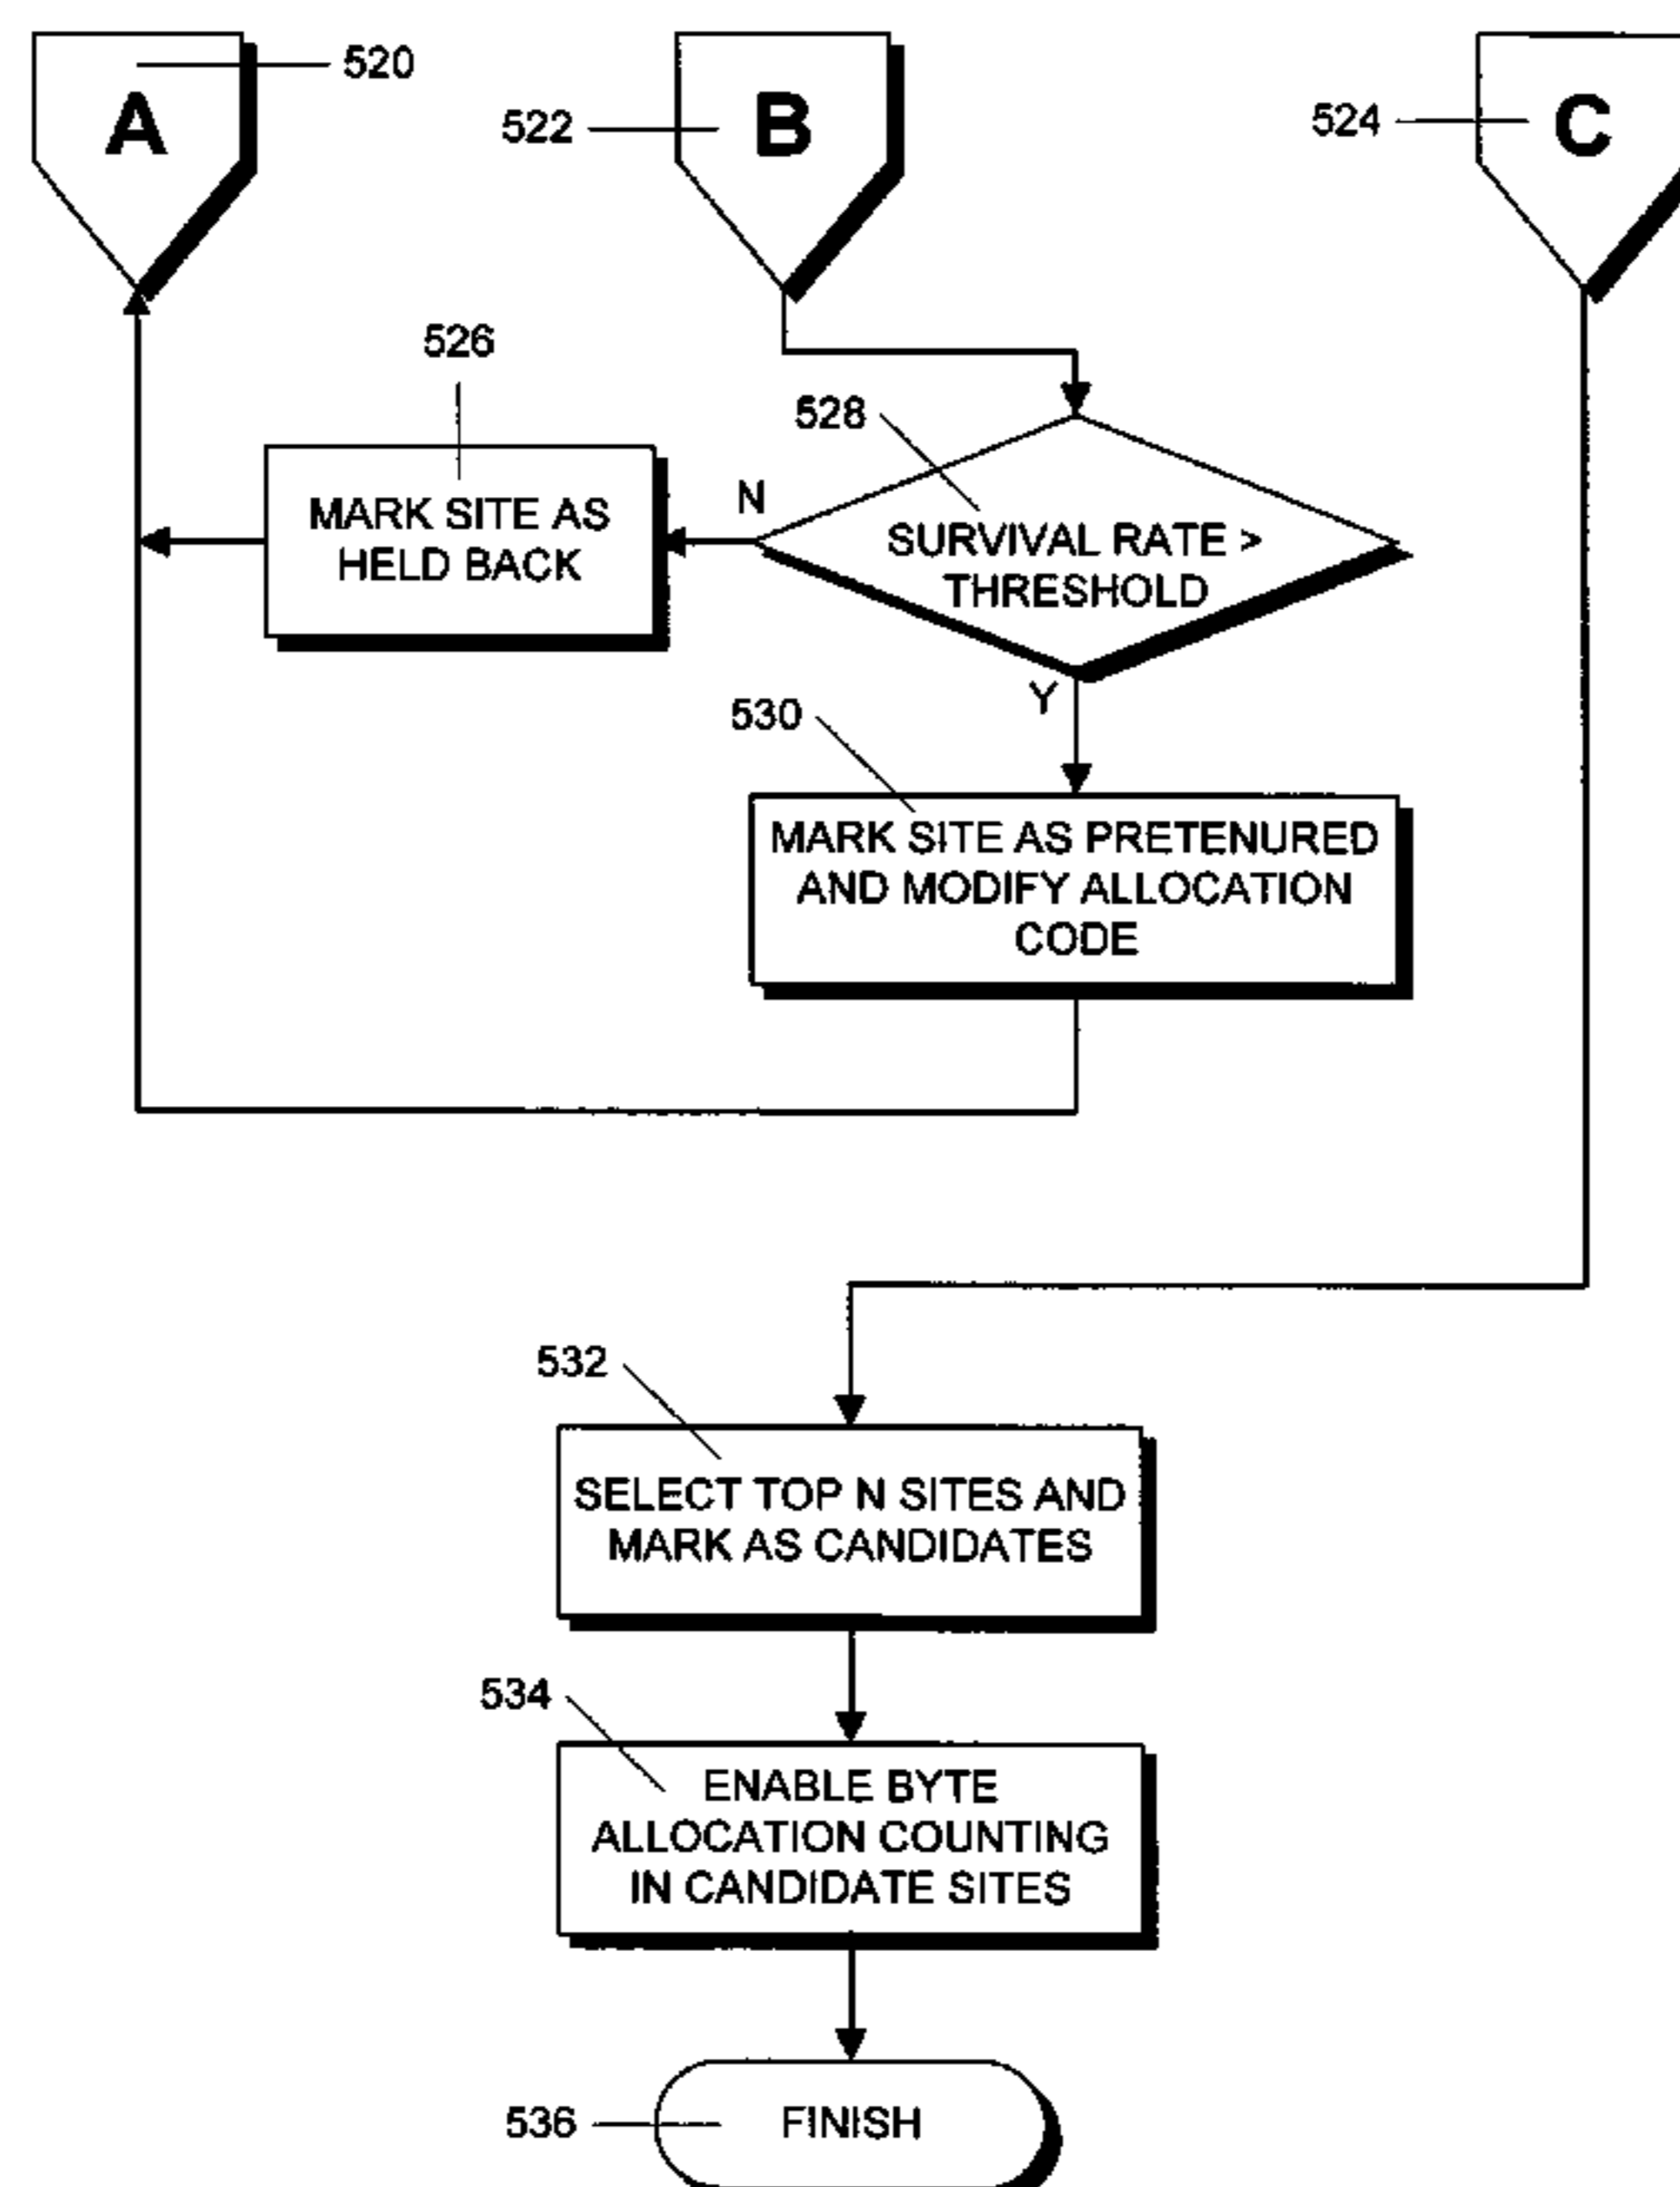 520
A
522
B
524
C
526
528
MARK SITE AS
HELD BACK
N
SURVIVAL RATE >
THRESHOLD
Y
530
MARK SITE AS PRETENURED
AND MODIFY ALLOCATION
CODE
532
SELECT TOP N SITES AND
MARK AS CANDIDATES
534
ENABLE BYTE
ALLOCATION COUNTING
IN CANDIDATE SITES
536
FINISH